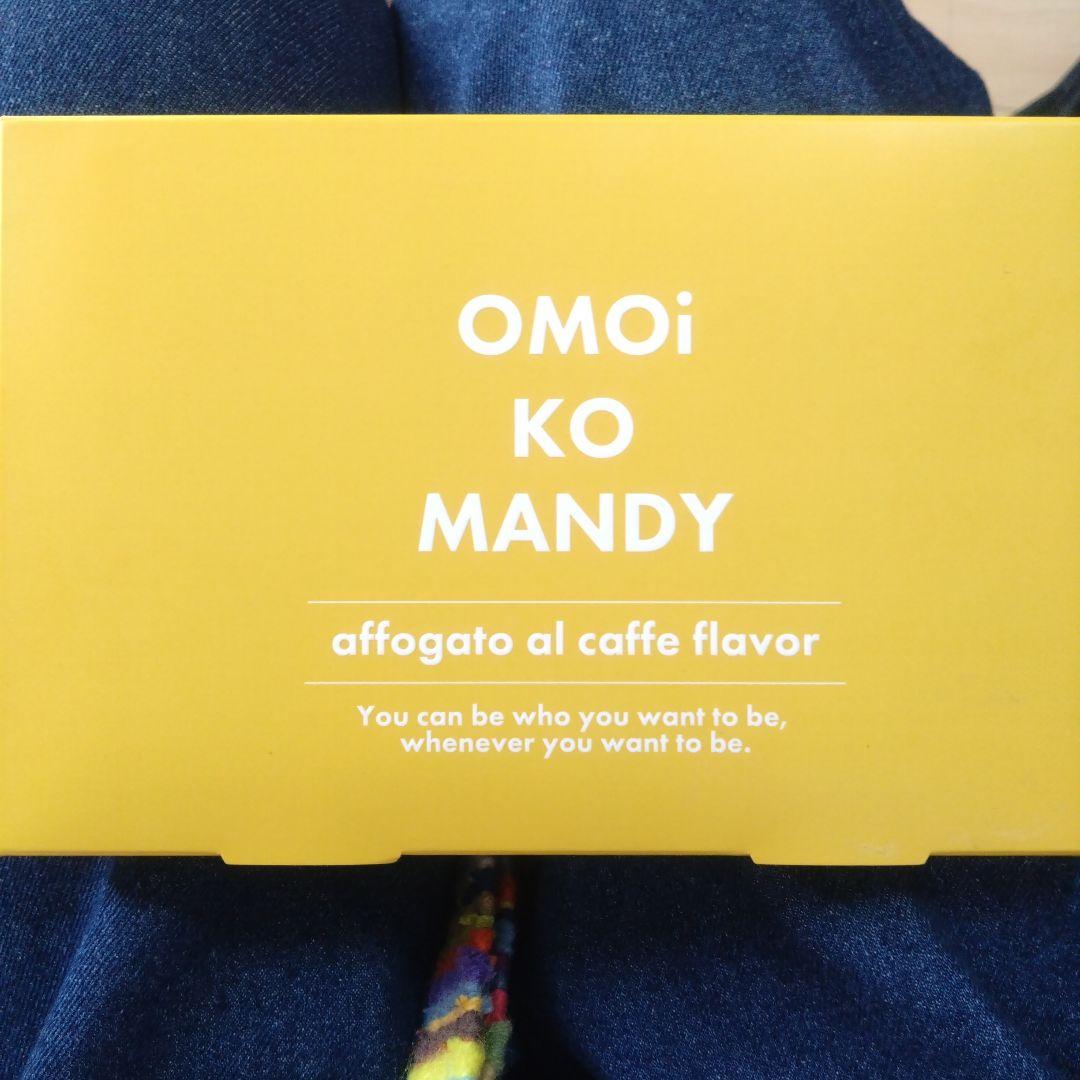 OMOi
KO
MANDY
affogato al caffe flavor
You can be who you want to be,
whenever you want to be.